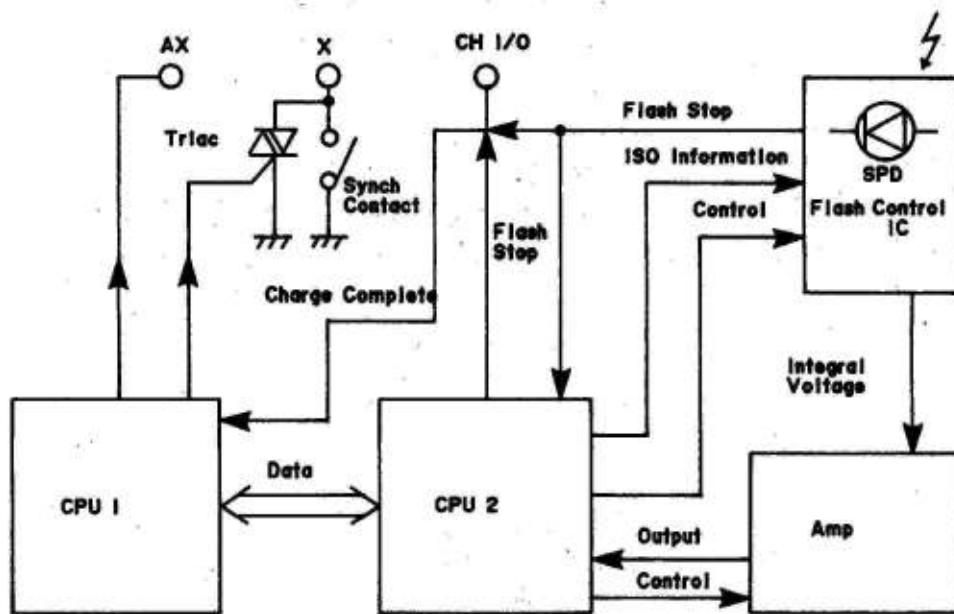 AX
X
CH I/O
Triac
Synch
Contact
Flash Stop
ISO Information
SPD
Control
Flash Control
IC
Flash
Stop
Charge Complete
Integral
Voltage
Data
CPU 1
CPU 2
Output
Amp
Control